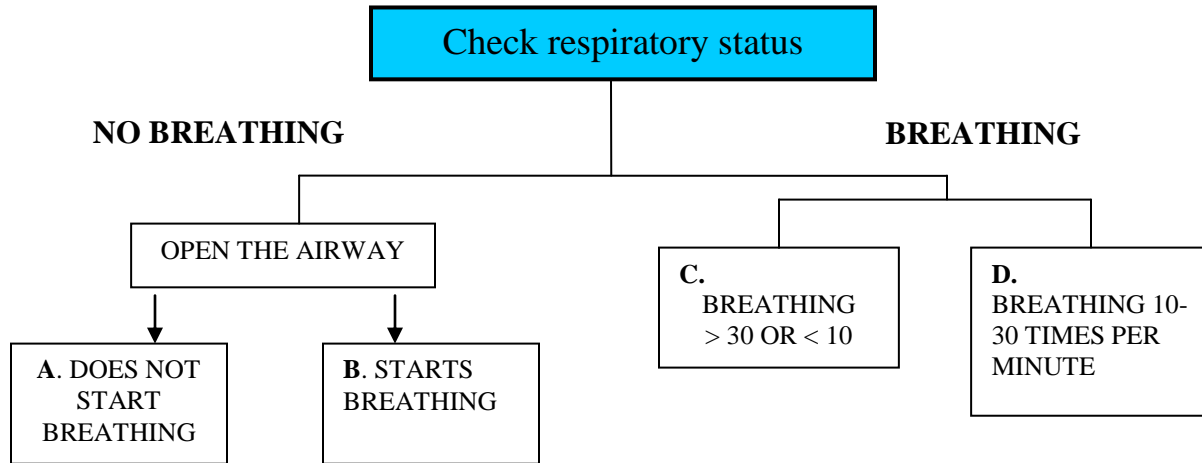 Check respiratory status
NO BREATHING
BREATHING
OPEN THE AIRWAY
A. DOES NOT
START
BREATHING
B. STARTS
BREATHING
C.
BREATHING
> 30 OR < 10
D.
BREATHING 10-
30 TIMES PER
MINUTE